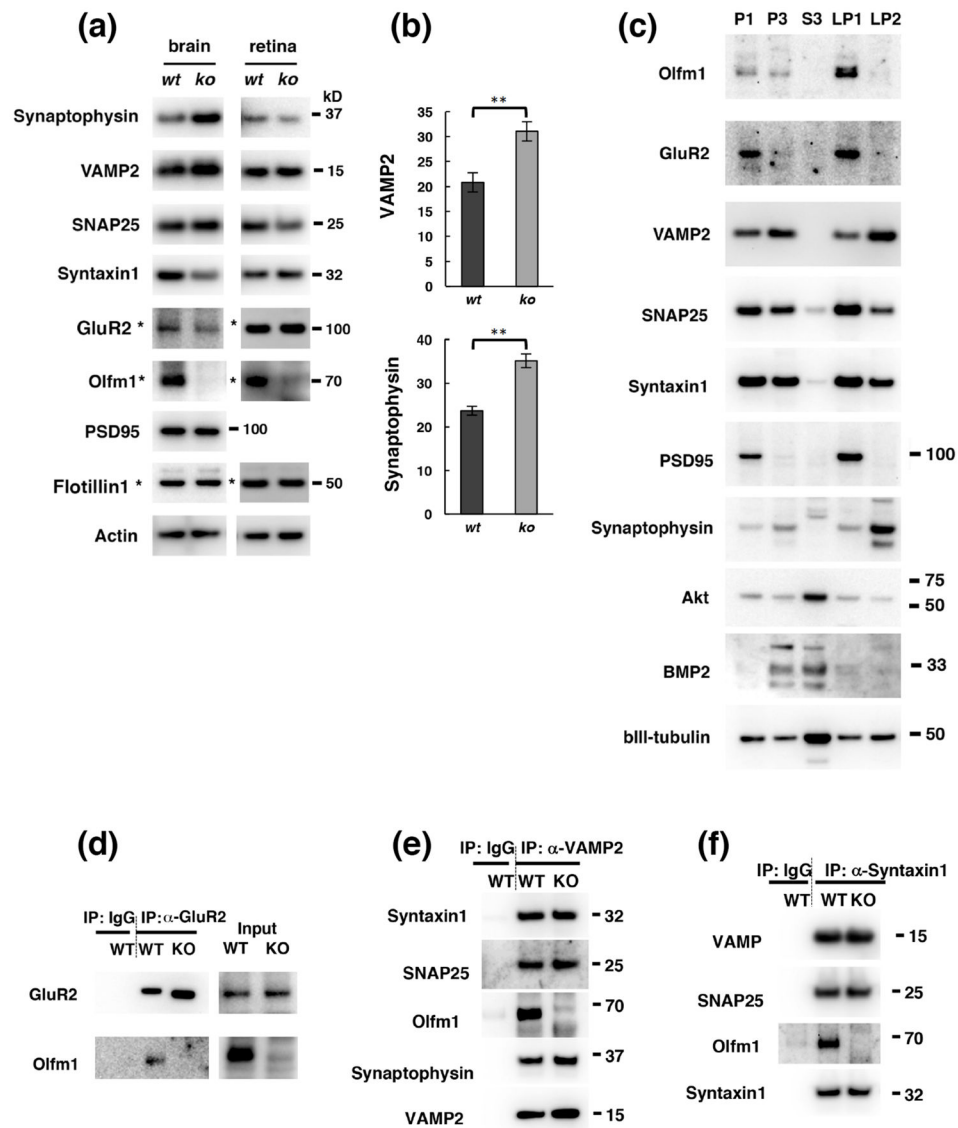 (a)
brain retina
wt ko wt ko
kD
Synaptophysin 37
VAMP2 15
SNAP25 25
Syntaxin1 32
GluR2 * * 100
Olfm1 * * 70
PSD95 100
Flotillin1 * * 50
Actin
(b)
**
VAMP2
35
30
25
20
15
10
5
0
wt ko
**
Synaptophysin
40
30
20
10
0
wt ko
(c)
P1 P3 S3 LP1 LP2
Olfm1
GluR2
VAMP2
SNAP25
Syntaxin1
PSD95 100
Synaptophysin
Akt 75
50
BMP2 33
bIII-tubulin 50
(d)
IP: IgG IP:α-GluR2 Input
WT WT KO WT KO
GluR2
Olfm1
(e)
IP: IgG IP: α-VAMP2
WT WT KO
Syntaxin1 32
SNAP25 25
Olfm1 70
Synaptophysin 37
VAMP2 15
(f)
IP: IgG IP: α-Syntaxin1
WT WT KO
VAMP 15
SNAP25 25
Olfm1 70
Syntaxin1 32